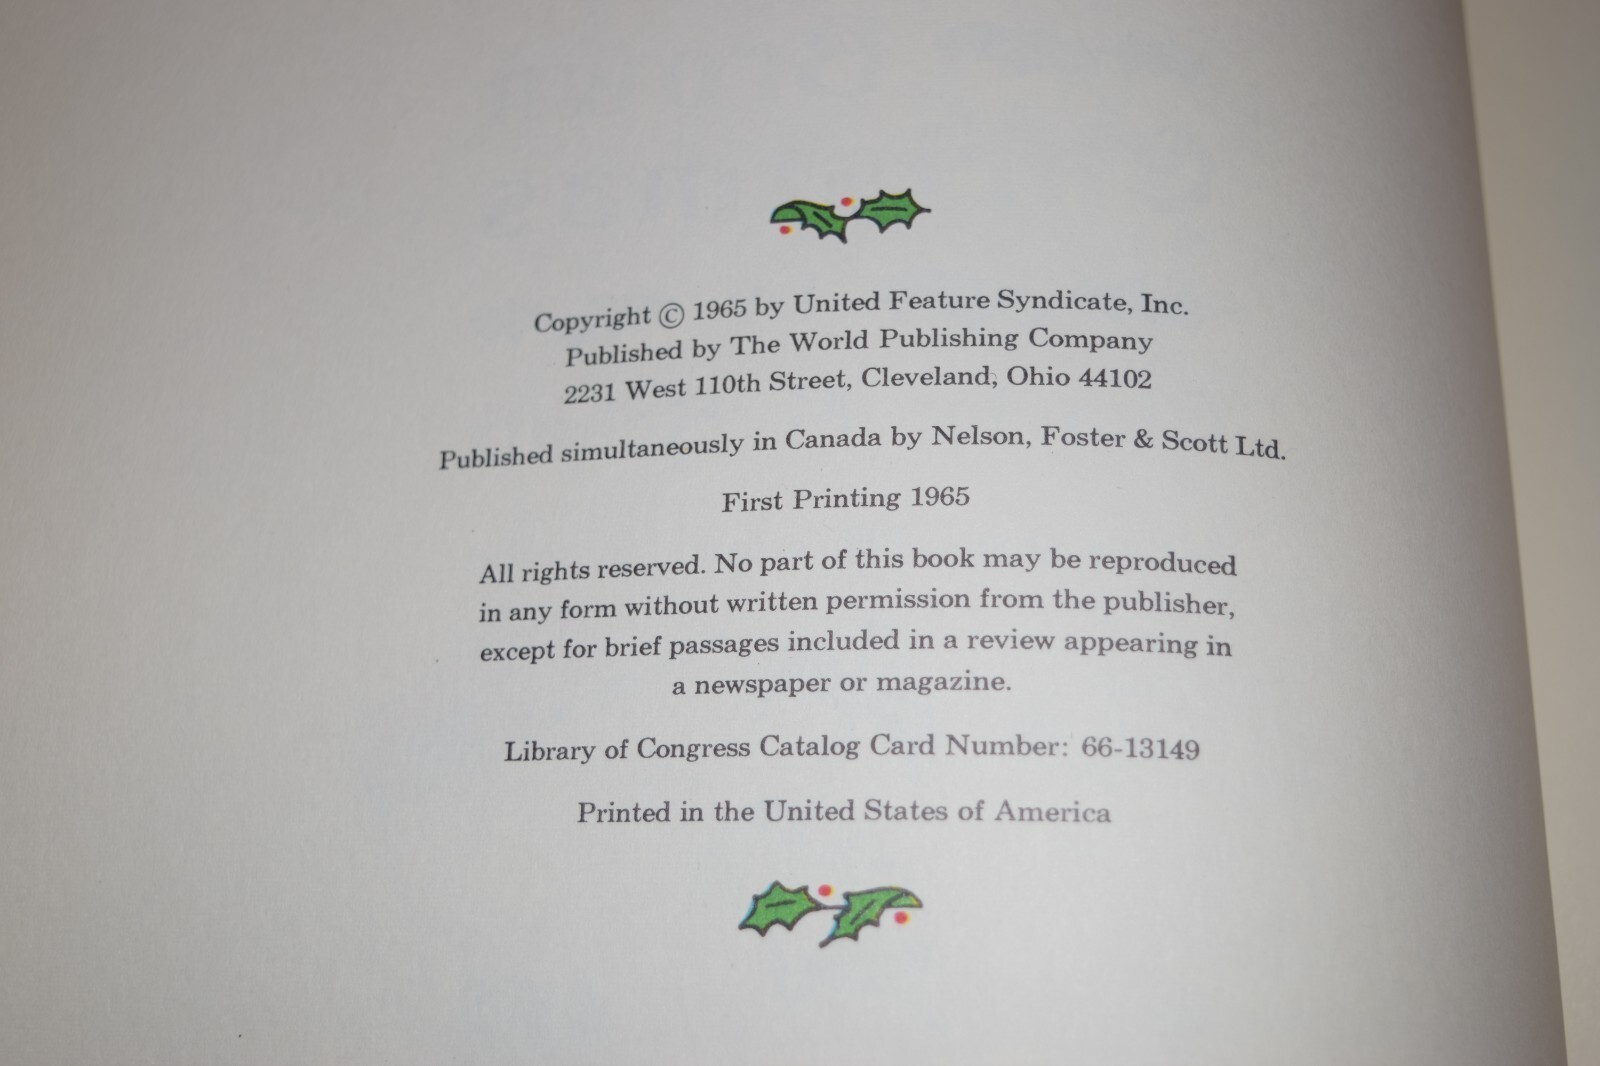 Copyright © 1965 by United Feature Syndicate, Inc.
Published by The World Publishing Company
2231 West 110th Street, Cleveland, Ohio 44102
Published simultaneously in Canada by Nelson, Foster & Scott Ltd.
First Printing 1965
All rights reserved. No part of this book may be reproduced
in any form without written permission from the publisher,
except for brief passages included in a review appearing in
a newspaper or magazine.
Library of Congress Catalog Card Number: 66-13149
Printed in the United States of America